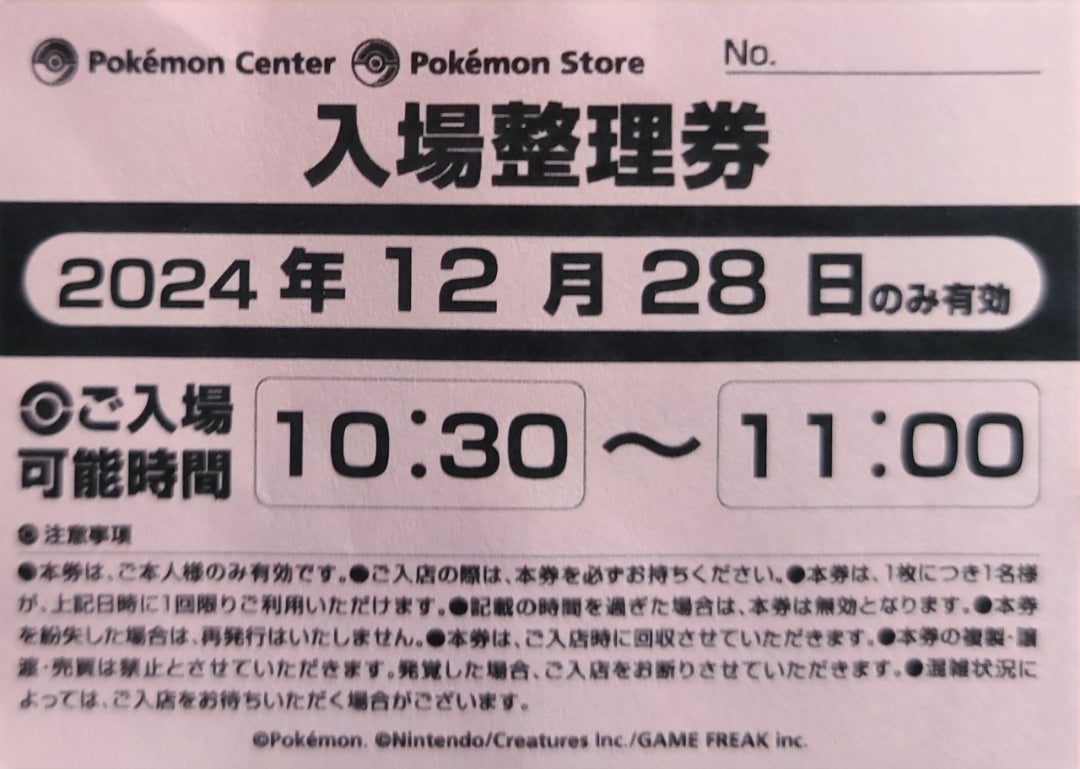 Pokémon Center Pokémon Store No.
入場整理券
2024 年 12 月 28 日のみ有効
ご入場
可能時間
10:30 ～ 11:00
注意事項
●本券は、ご本人様のみ有効です。●ご入店の際は、本券を必ずお持ちください。●本券は、1枚につき1名様
が、上記日時に1回限りご利用いただけます。●記載の時間を過ぎた場合は、本券は無効となります。●本券
を紛失した場合は、再発行はいたしません。●本券は、ご入店時に回収させていただきます。●本券の複製・譲
渡・売買は禁止とさせていただきます。発覚した場合、ご入店をお断りさせていただきます。●混雑状況に
よっては、ご入店をお待ちいただく場合がございます。
©Pokémon. ©Nintendo/Creatures Inc./GAME FREAK inc.